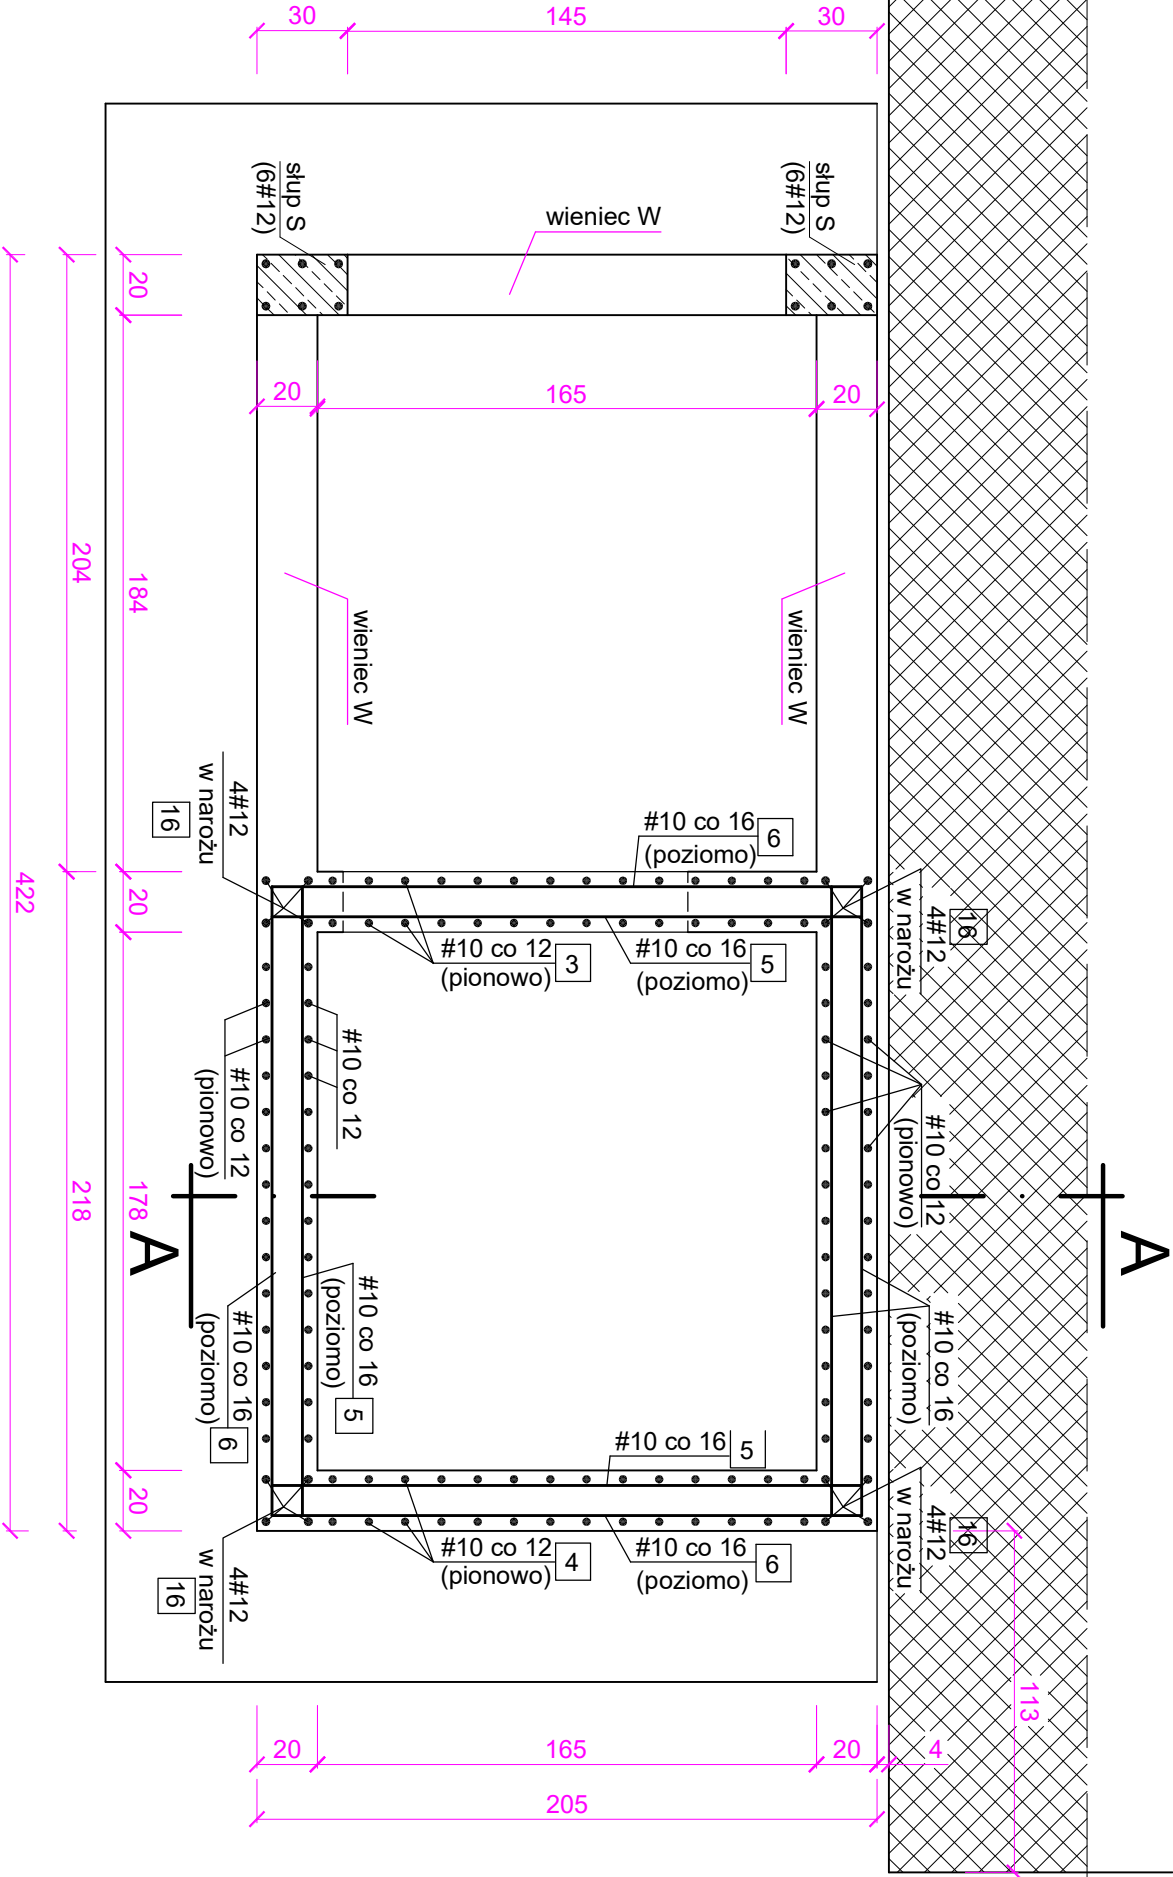 30
145
30
słup S
(6#12)
słup S
(6#12)
wieniec W
20
20
165
20
204
184
wieniec W
wieniec W
422
4#12
w narożu
16
#10 co 16
(poziomo)
6
20
#10 co 12
(pionowo)
3
#10 co 16
(poziomo)
5
4#12
w narożu
16
#10 co 12
(pionowo)
#10 co 12
#10 co 12
(pionowo)
178
218
A
A
#10 co 16
(poziomo)
6
#10 co 16
(poziomo)
5
#10 co 16
(poziomo)
#10 co 16
5
20
#10 co 12
(pionowo)
4
#10 co 16
(poziomo)
6
4#12
w narożu
16
4#12
w narożu
16
113
20
165
20
4
205